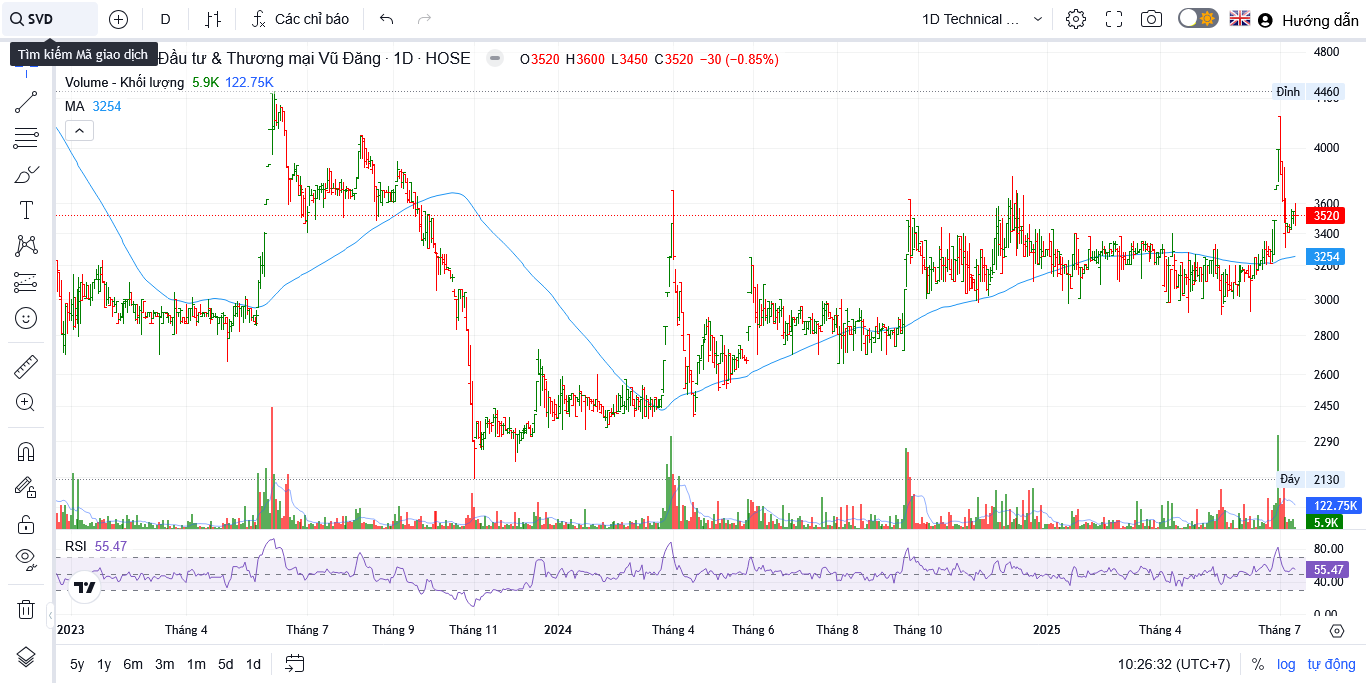 SVD
D
Các chỉ báo
1D Technical ...
Hướng dẫn
Tìm kiếm Mã giao dịch
Đầu tư & Thương mại Vũ Đăng · 1D · HOSE
O3520 H3600 L3450 C3520 −30 (−0.85%)
Volume - Khối lượng 5.9K 122.75K
MA 3254
4800
Đỉnh 4460
4000
3600
3520
3400
3254
3200
3000
2800
2600
2450
2290
Đáy 2130
122.75K
5.9K
RSI 55.47
80.00
55.47
40.00
0.00
2023 Tháng 4 Tháng 7 Tháng 9 Tháng 11 2024 Tháng 4 Tháng 6 Tháng 8 Tháng 10 2025 Tháng 4 Tháng 7
5y 1y 6m 3m 1m 5d 1d
10:26:32 (UTC+7) % log tự động